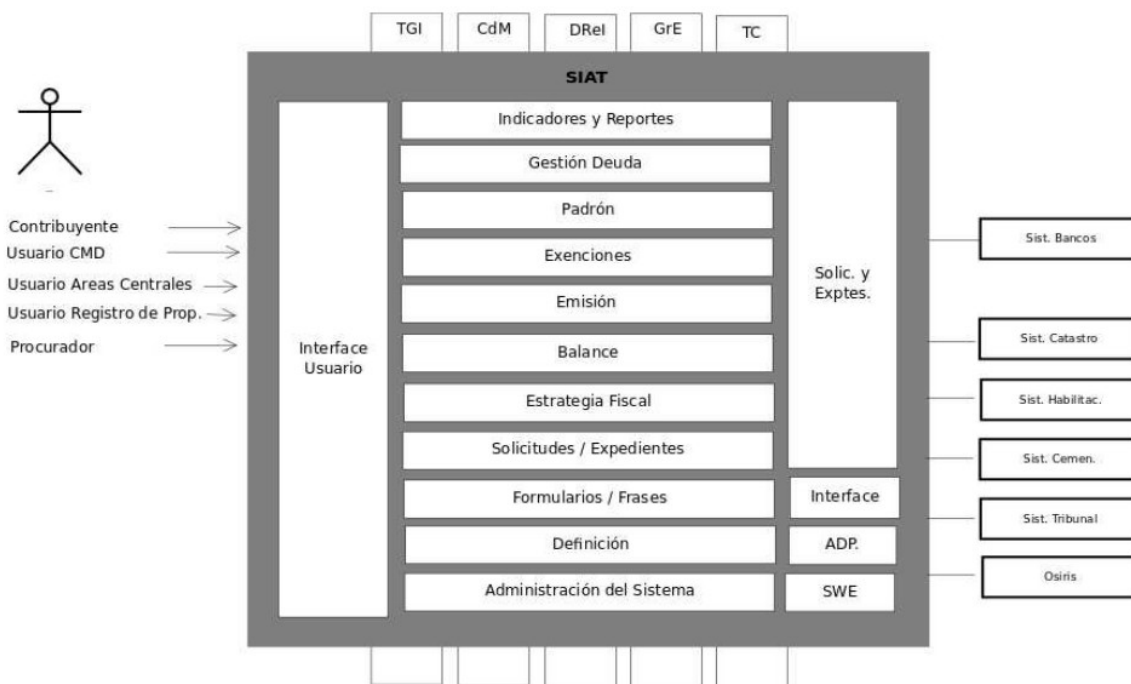 TGI
CdM
DReI
GrE
TC
SIAT
Contribuyente
Usuario CMD
Usuario Areas Centrales
Usuario Registro de Prop.
Procurador
Interface
Usuario
Indicadores y Reportes
Gestión Deuda
Padrón
Exenciones
Emisión
Balance
Estrategia Fiscal
Solicitudes / Expedientes
Formularios / Frases
Definición
Administración del Sistema
Solic. y
Exptes.
Interface
ADP.
SWE
Sist. Bancos
Sist. Catastro
Sist. Habilitac.
Sist. Cemen.
Sist. Tribunal
Osiris